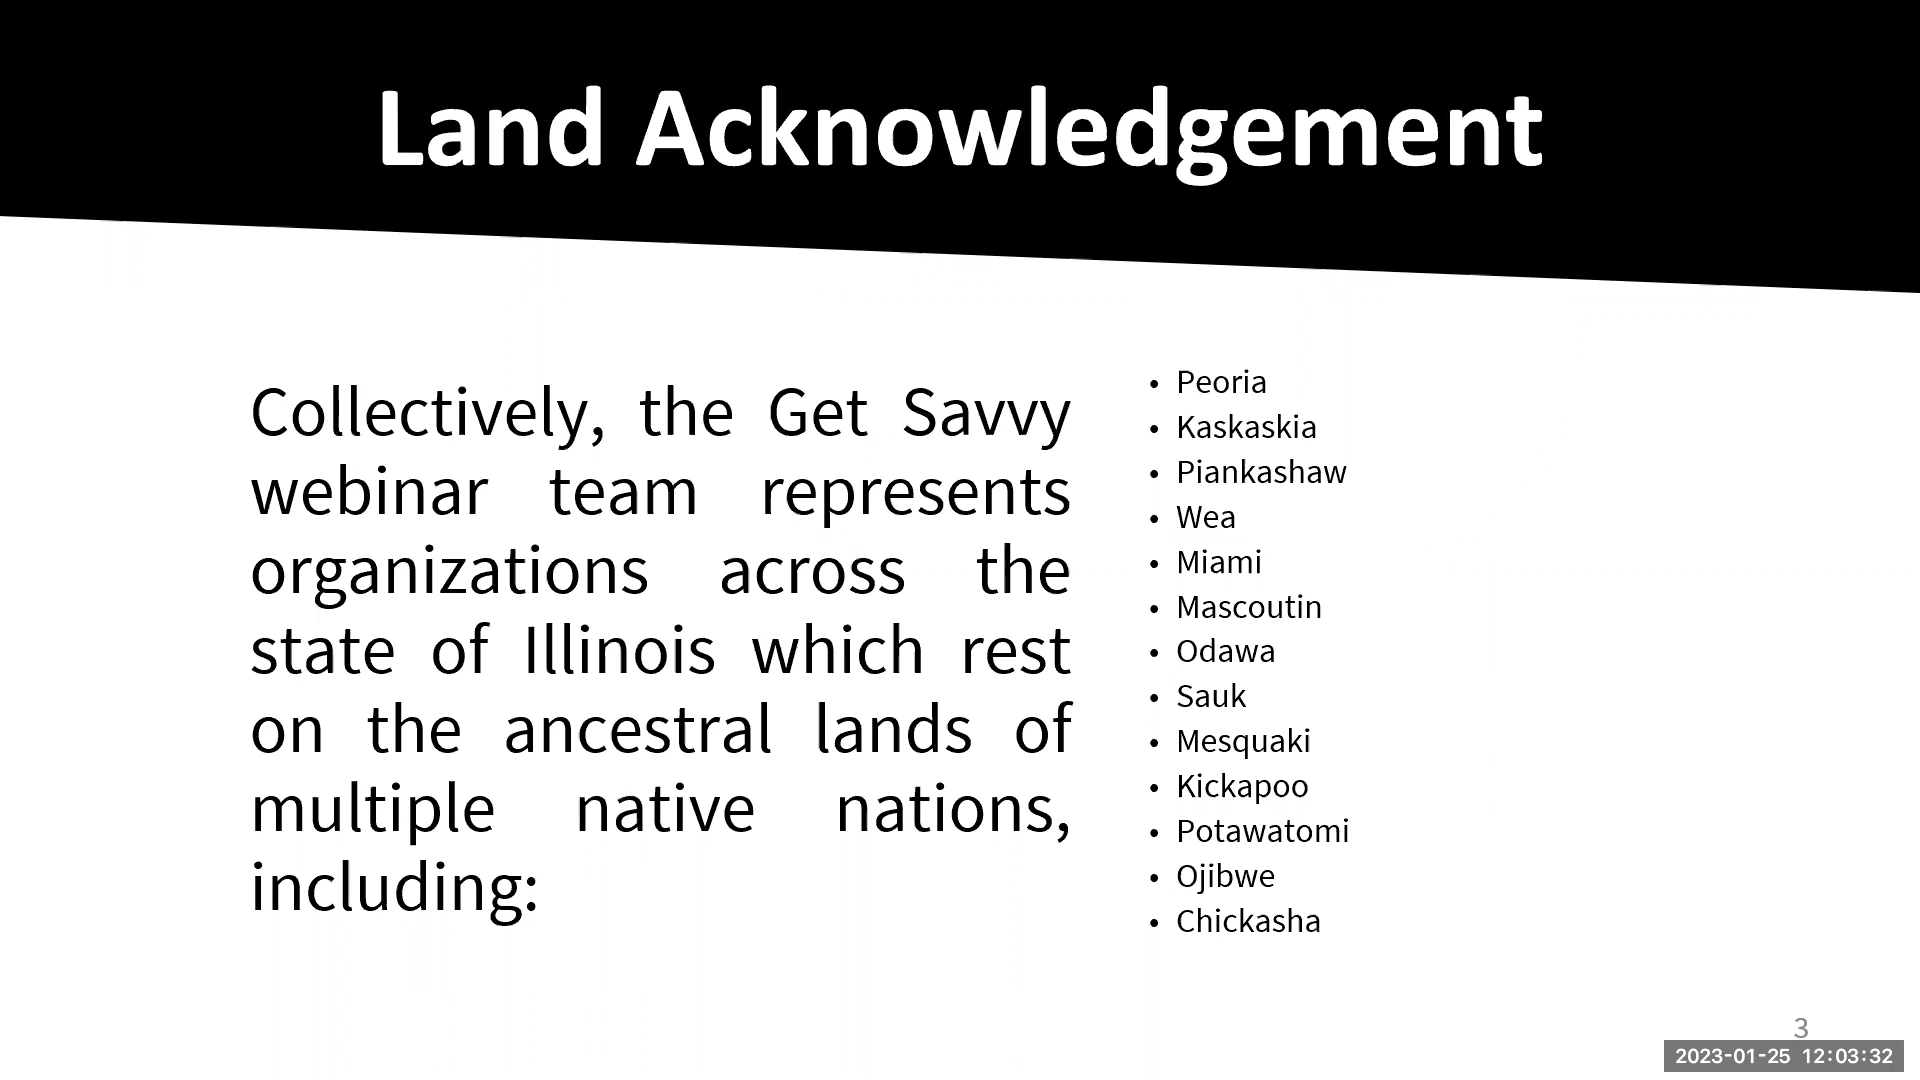 Land Acknowledgement
Collectively, the Get Savvy
webinar team represents
organizations across the
state of Illinois which rest
on the ancestral lands of
multiple native nations,
including:
• Peoria
• Kaskaskia
• Piankashaw
• Wea
• Miami
• Mascoutin
• Odawa
• Sauk
• Mesquaki
• Kickapoo
• Potawatomi
• Ojibwe
• Chickasha
3
2023-01-25 12:03:32